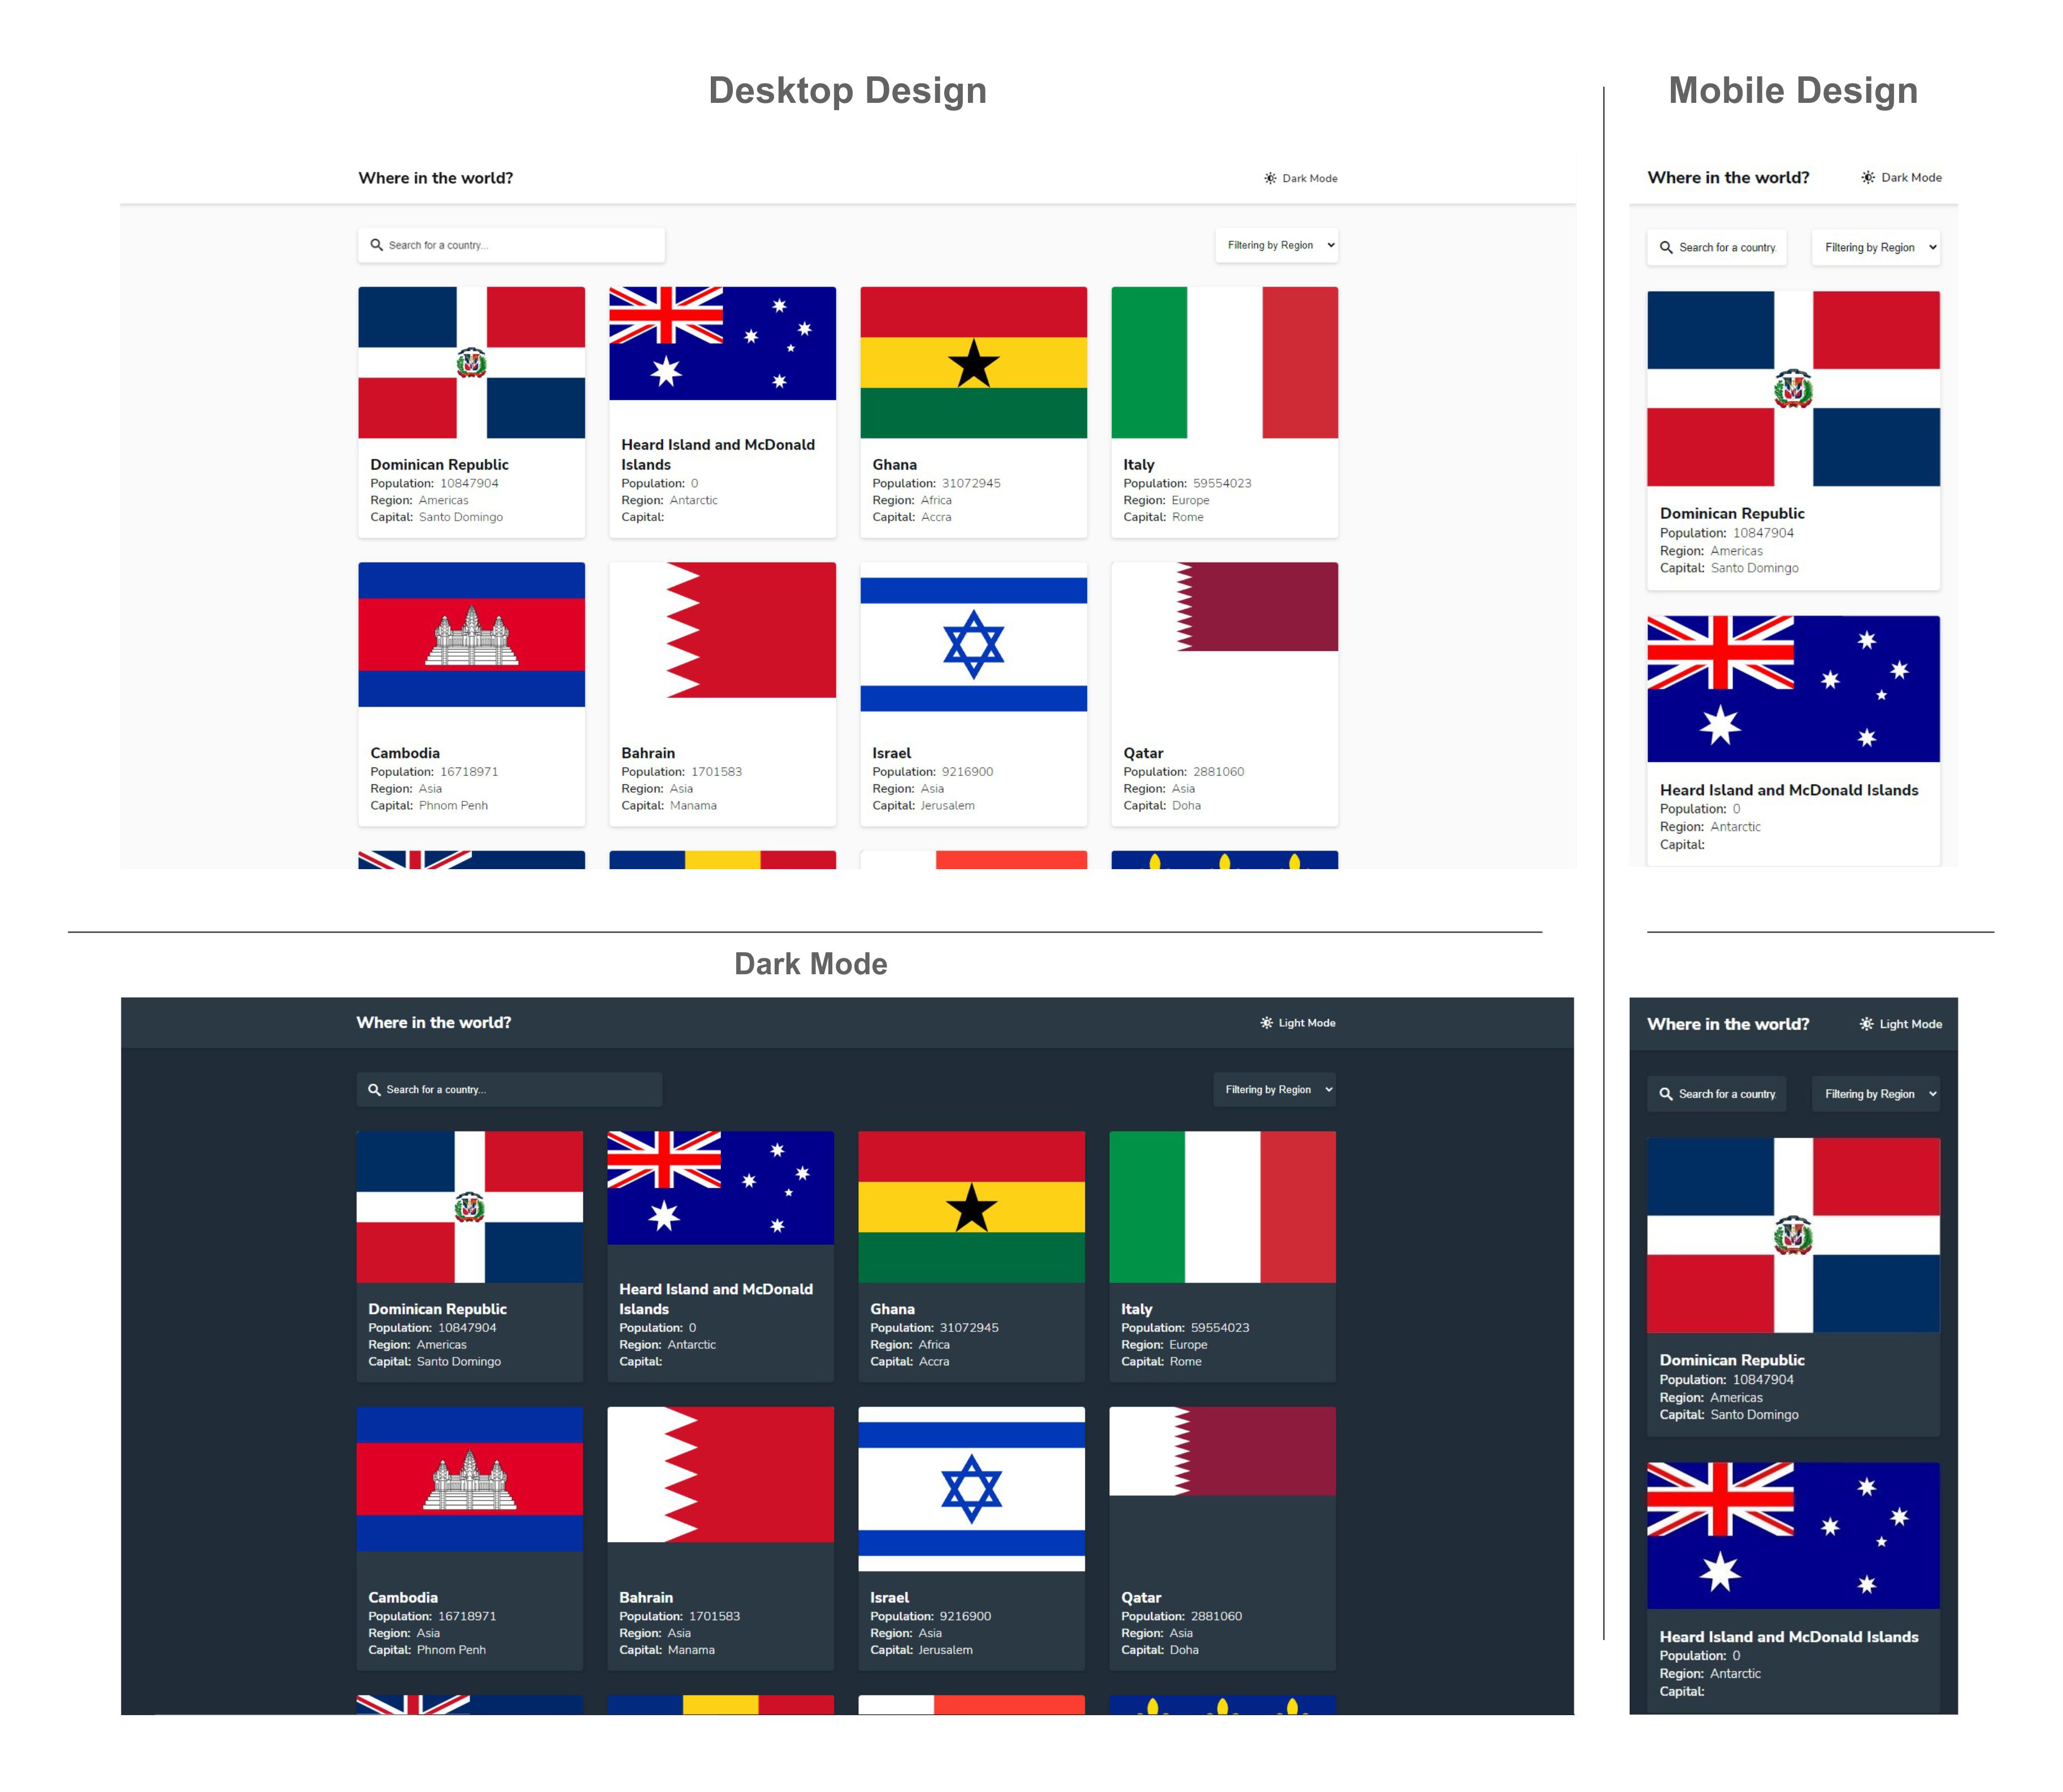 Desktop Design
Where in the world?
Dark Mode
Search for a country...
Filtering by Region
Dominican Republic
Population: 10847904
Region: Americas
Capital: Santo Domingo
Heard Island and McDonald
Islands
Population: 0
Region: Antarctic
Capital:
Ghana
Population: 31072945
Region: Africa
Capital: Accra
Italy
Population: 59554023
Region: Europe
Capital: Rome
Cambodia
Population: 16718971
Region: Asia
Capital: Phnom Penh
Bahrain
Population: 1701583
Region: Asia
Capital: Manama
Israel
Population: 9216900
Region: Asia
Capital: Jerusalem
Qatar
Population: 2881060
Region: Asia
Capital: Doha
Mobile Design
Where in the world?
Dark Mode
Search for a country
Filtering by Region
Dominican Republic
Population: 10847904
Region: Americas
Capital: Santo Domingo
Heard Island and McDonald Islands
Population: 0
Region: Antarctic
Capital:
Dark Mode
Where in the world?
Light Mode
Search for a country...
Filtering by Region
Dominican Republic
Population: 10847904
Region: Americas
Capital: Santo Domingo
Heard Island and McDonald
Islands
Population: 0
Region: Antarctic
Capital:
Ghana
Population: 31072945
Region: Africa
Capital: Accra
Italy
Population: 59554023
Region: Europe
Capital: Rome
Cambodia
Population: 16718971
Region: Asia
Capital: Phnom Penh
Bahrain
Population: 1701583
Region: Asia
Capital: Manama
Israel
Population: 9216900
Region: Asia
Capital: Jerusalem
Qatar
Population: 2881060
Region: Asia
Capital: Doha
Where in the world?
Light Mode
Search for a country
Filtering by Region
Dominican Republic
Population: 10847904
Region: Americas
Capital: Santo Domingo
Heard Island and McDonald Islands
Population: 0
Region: Antarctic
Capital: